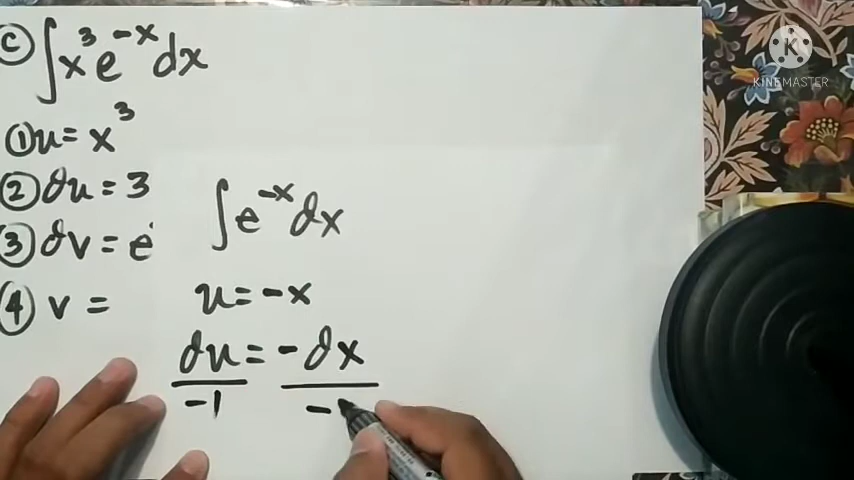 Ⓒ ∫x³e⁻ˣdx
① u = x³
② du = 3
③ dv = e
④ v =
∫e⁻ˣdx
u = -x
du = -dx
-1 -
K
KINEMASTER